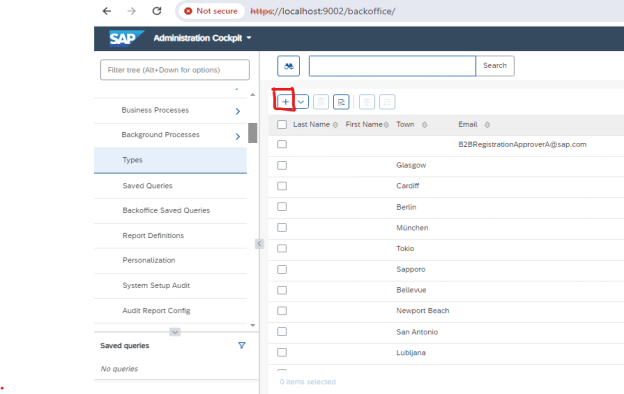 Not secure https://localhost:9002/backoffice/
SAP Administration Cockpit
Filter tree (Alt+Down for options)
Search
Business Processes
Background Processes
Types
Saved Queries
Backoffice Saved Queries
Report Definitions
Personalization
System Setup Audit
Audit Report Config
Saved queries
No queries
Last Name First Name Town Email
B2BRegistrationApproverA@sap.com
Glasgow
Cardiff
Berlin
München
Tokio
Sapporo
Bellevue
Newport Beach
San Antonio
Lubljana
0 items selected